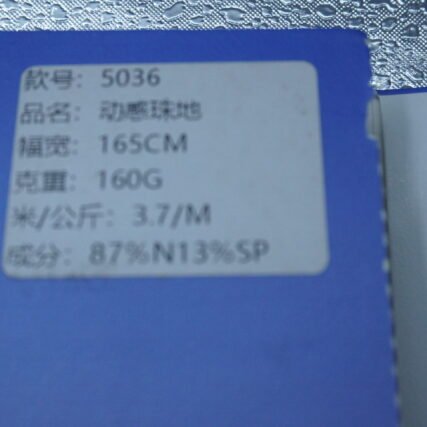 款号: 5036
品名: 动感珠地
幅宽: 165CM
克重: 160G
米/公斤: 3.7/M
成分: 87%N13%SP